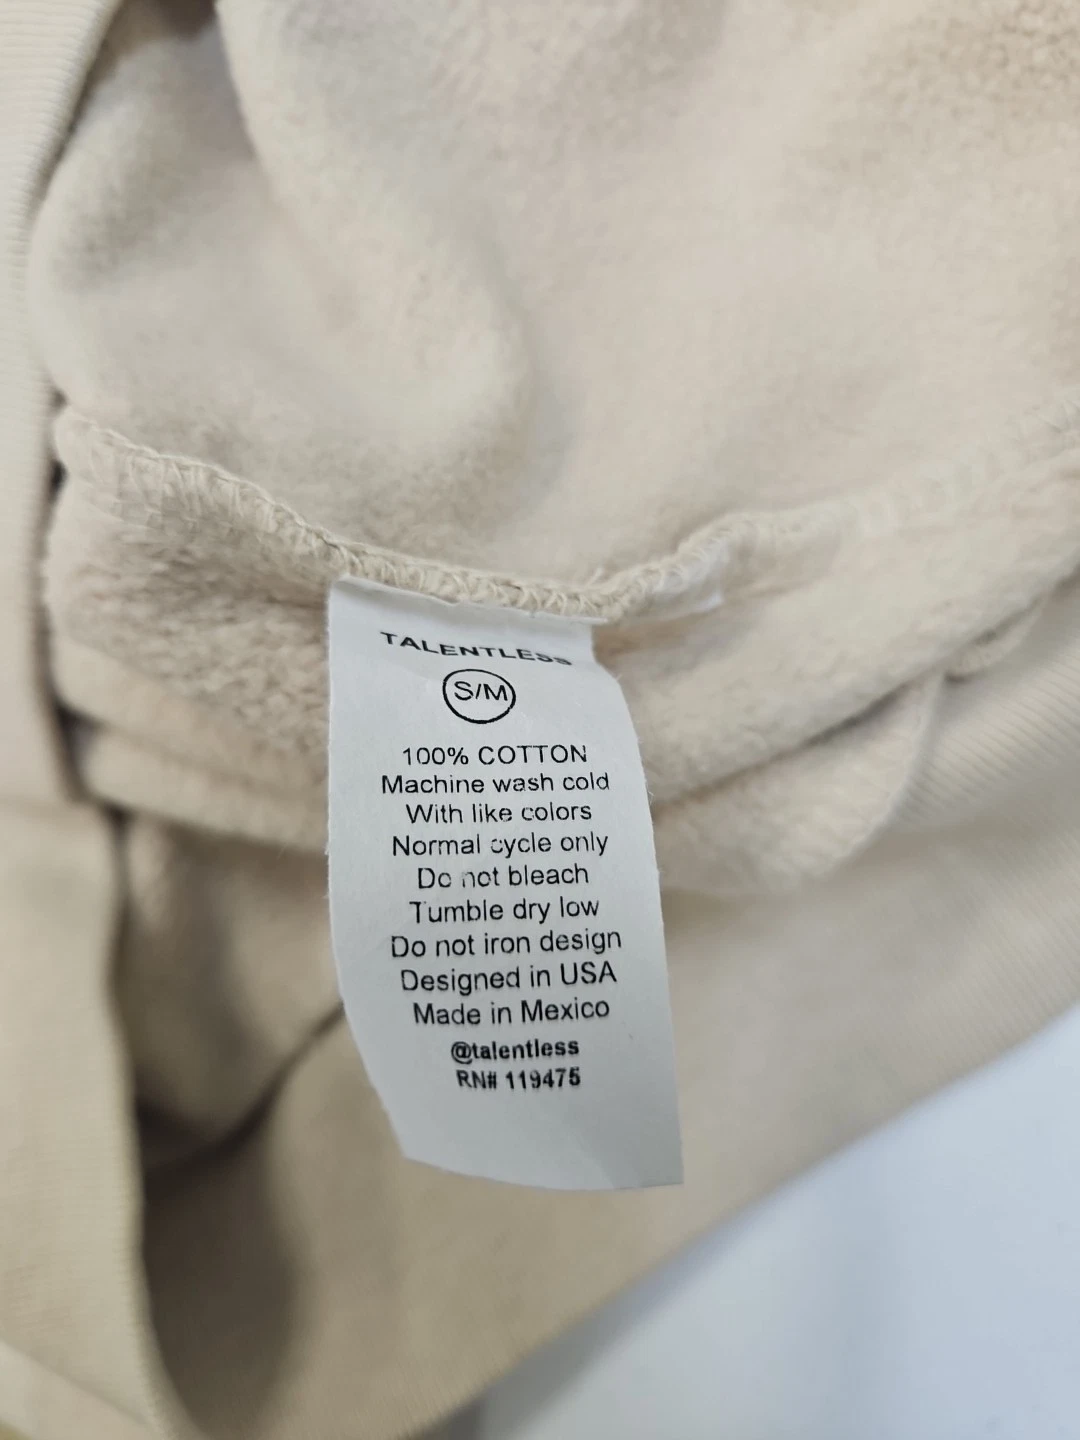 TALENTLESS
S/M
100% COTTON
Machine wash cold
With like colors
Normal cycle only
Do not bleach
Tumble dry low
Do not iron design
Designed in USA
Made in Mexico
@talentless
RN# 119475